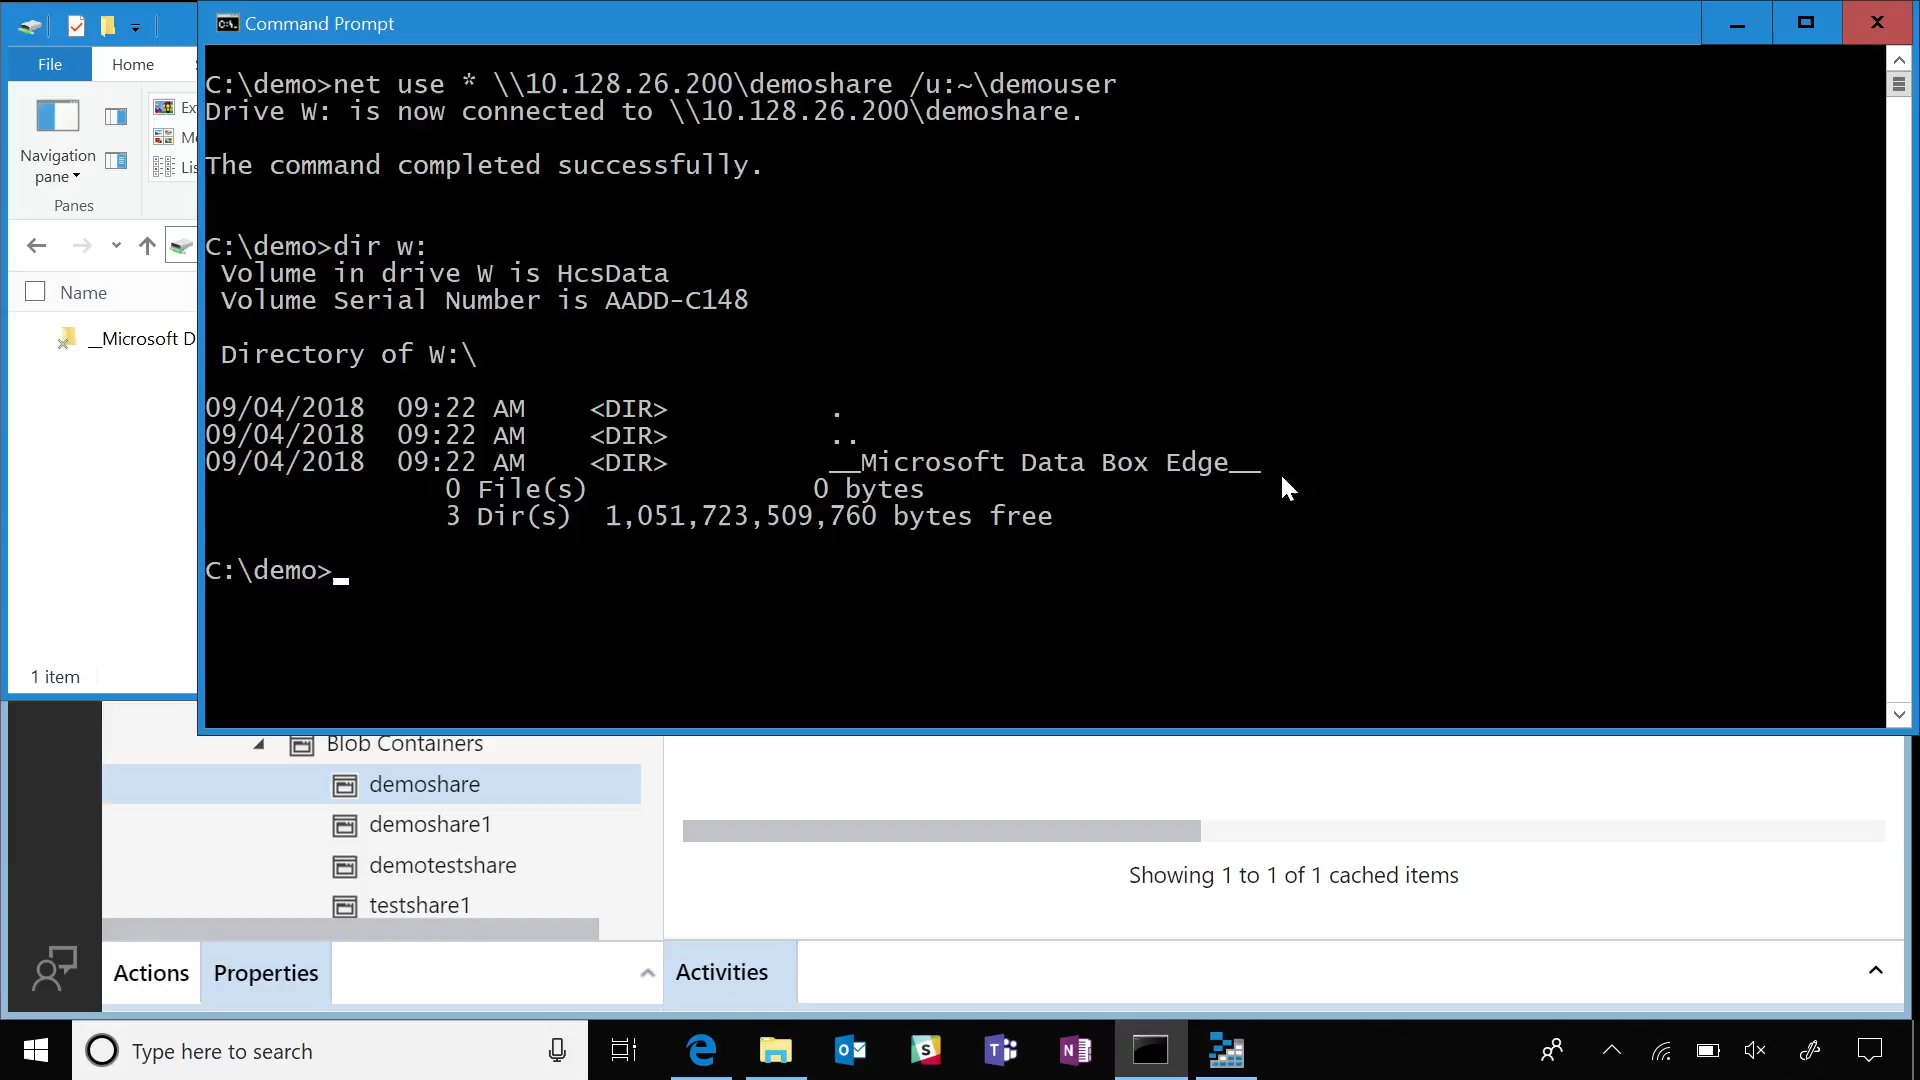 Command Prompt
File
Home
Navigation
pane
Panes
Ex
Me
Lis
Name
__Microsoft D
1 item
C:\demo>net use * \\10.128.26.200\demoshare /u:~\demouser
Drive W: is now connected to \\10.128.26.200\demoshare.
The command completed successfully.
C:\demo>dir w:
Volume in drive W is HcsData
Volume Serial Number is AADD-C148
Directory of W:\
09/04/2018  09:22 AM    <DIR>          .
09/04/2018  09:22 AM    <DIR>          ..
09/04/2018  09:22 AM    <DIR>          __Microsoft Data Box Edge__
0 File(s)              0 bytes
3 Dir(s)  1,051,723,509,760 bytes free
C:\demo>
Blob Containers
demoshare
demoshare1
demotestshare
testshare1
Showing 1 to 1 of 1 cached items
Actions
Properties
Activities
Type here to search